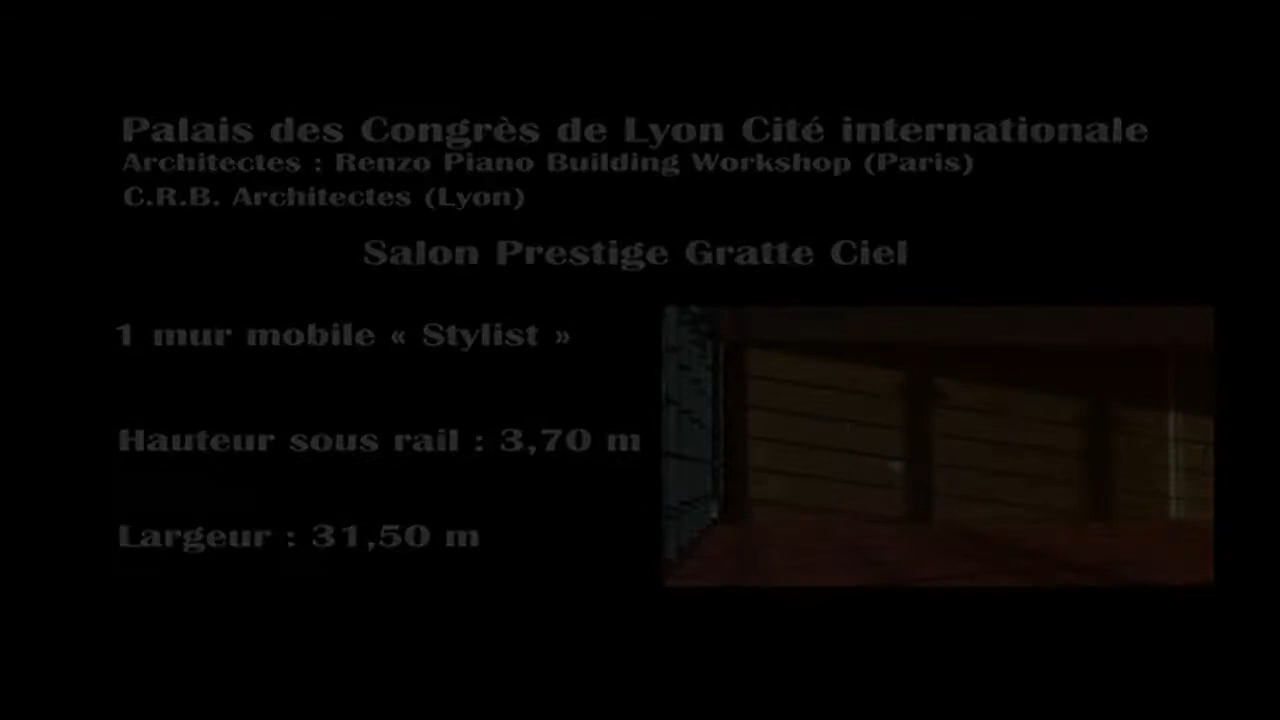 Palais des Congrès de Lyon Cité internationale
Architectes : Renzo Piano Building Workshop (Paris)
C.R.B. Architectes (Lyon)
Salon Prestige Gratte Ciel
1 mur mobile « Stylist »
Hauteur sous rail : 3,70 m
Largeur : 31,50 m